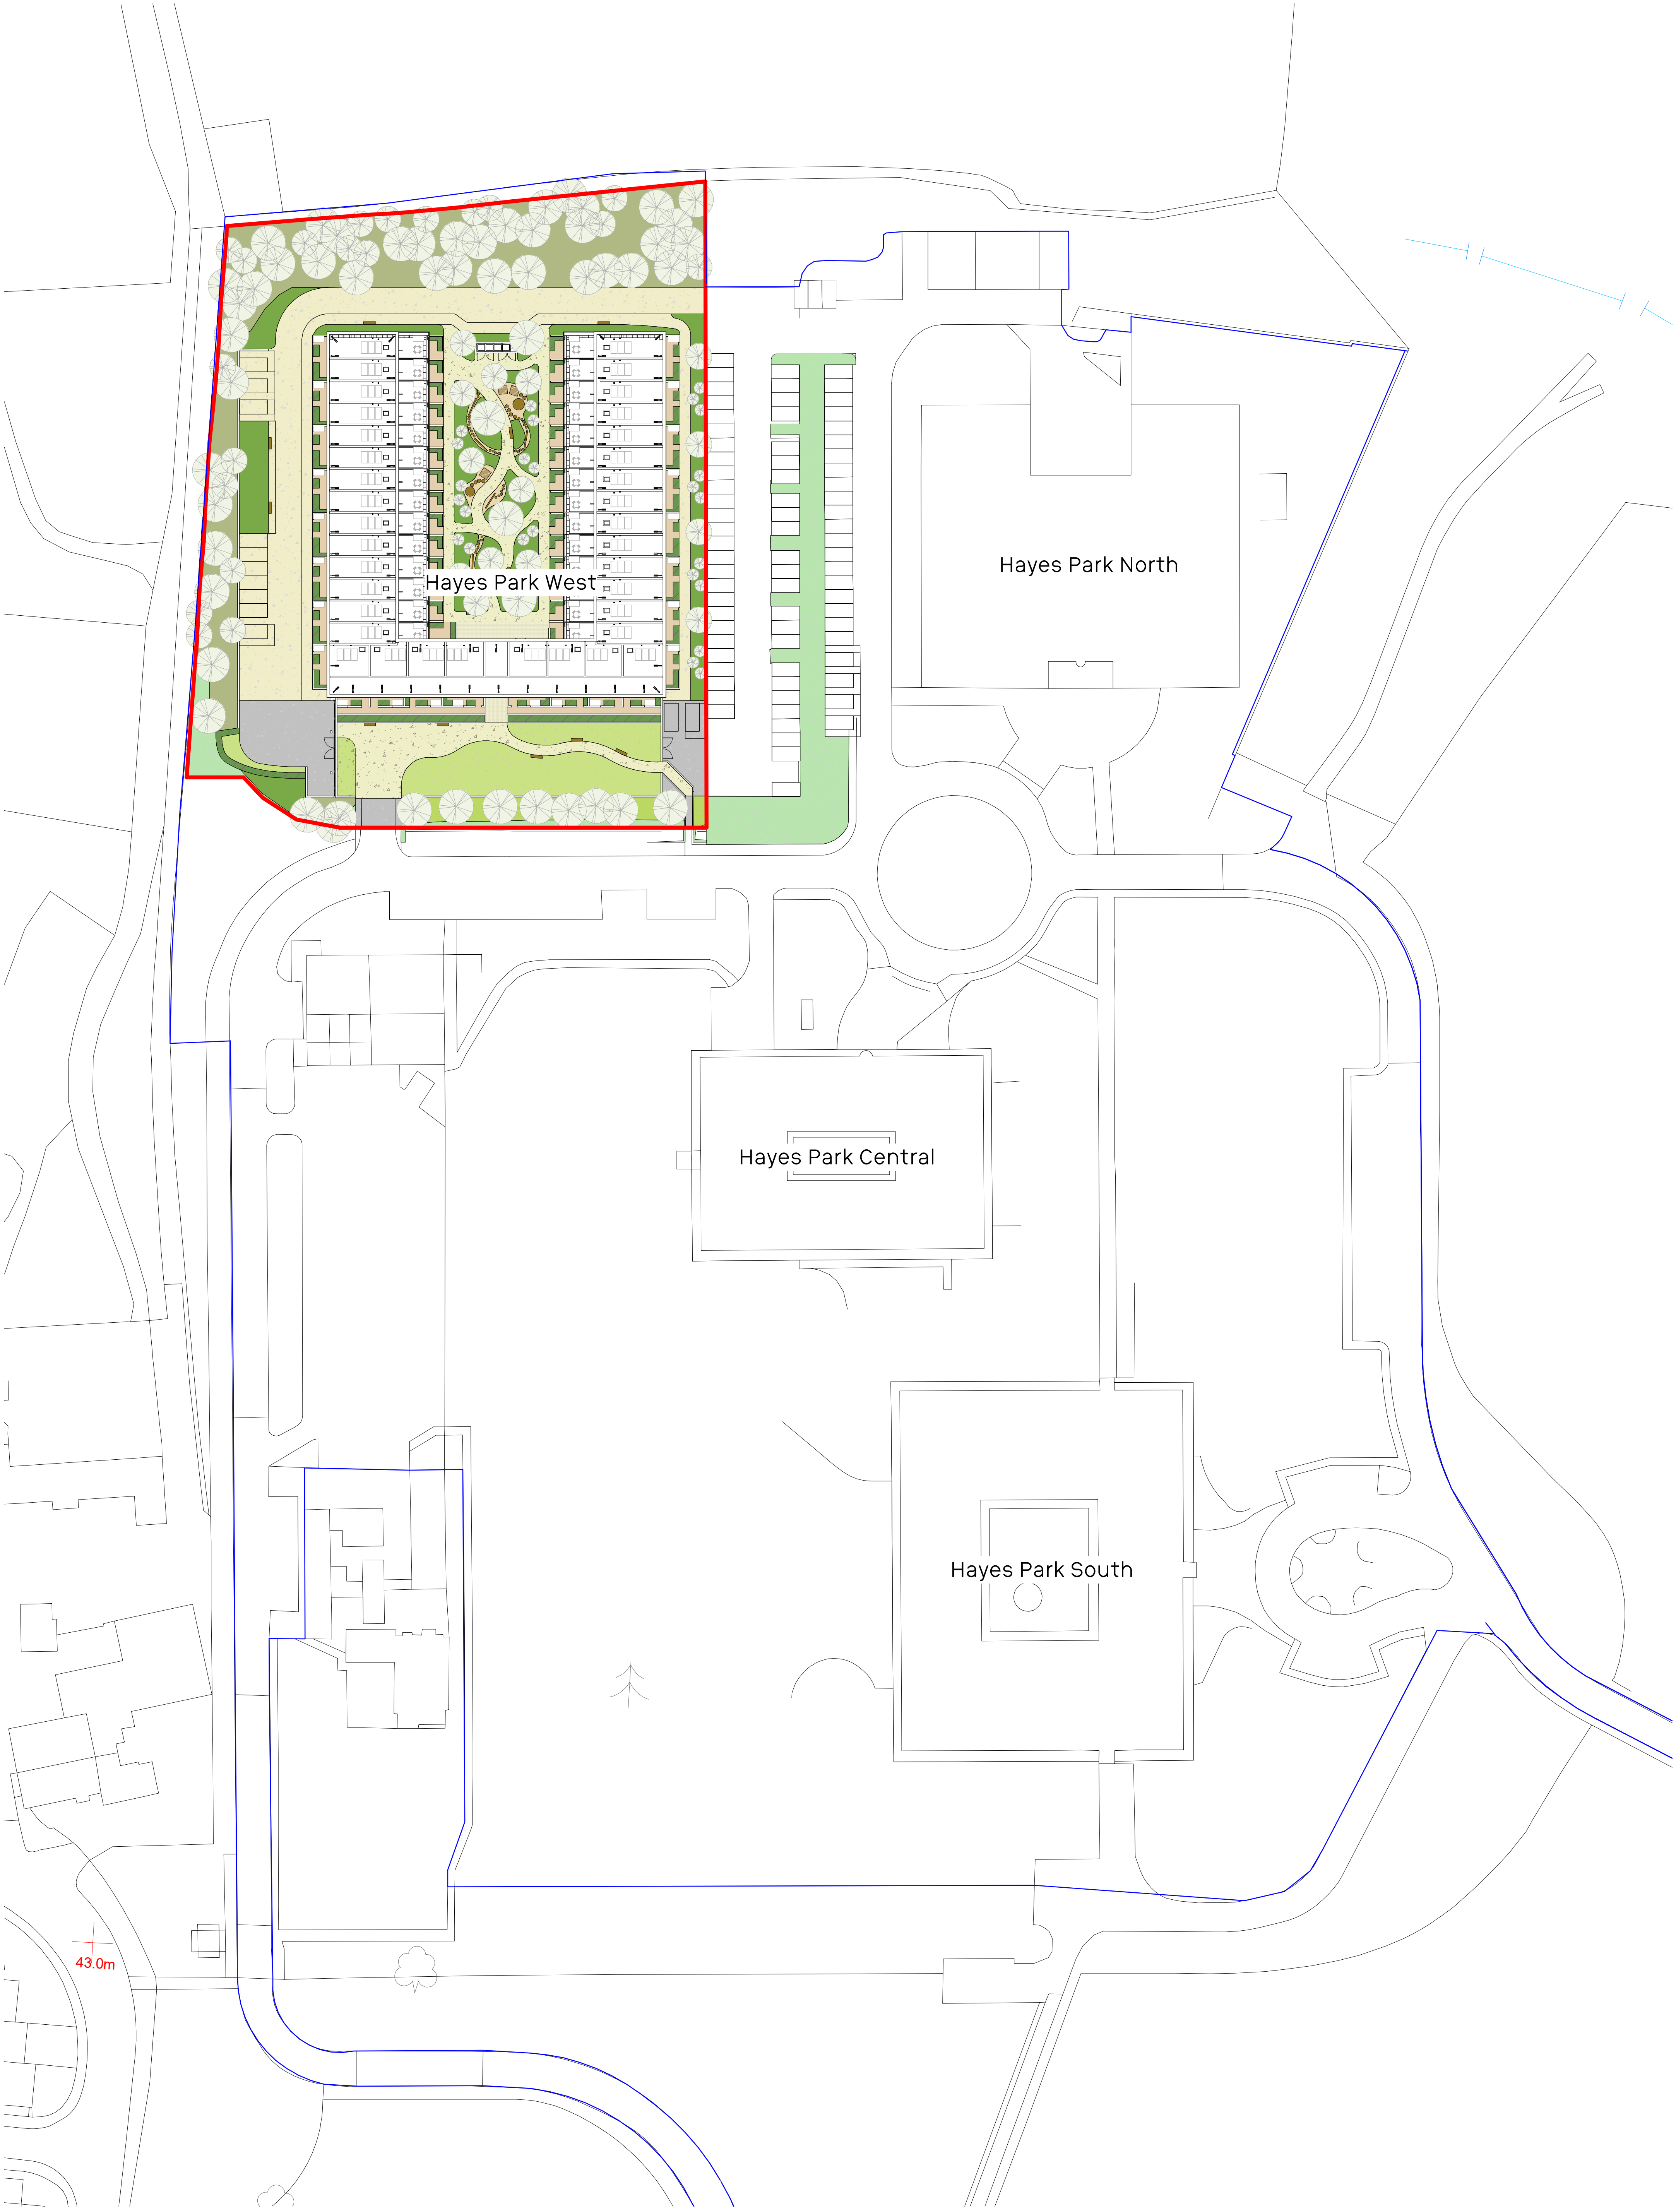 Hayes Park North
Hayes Park West
Hayes Park Central
Hayes Park South
43.0m